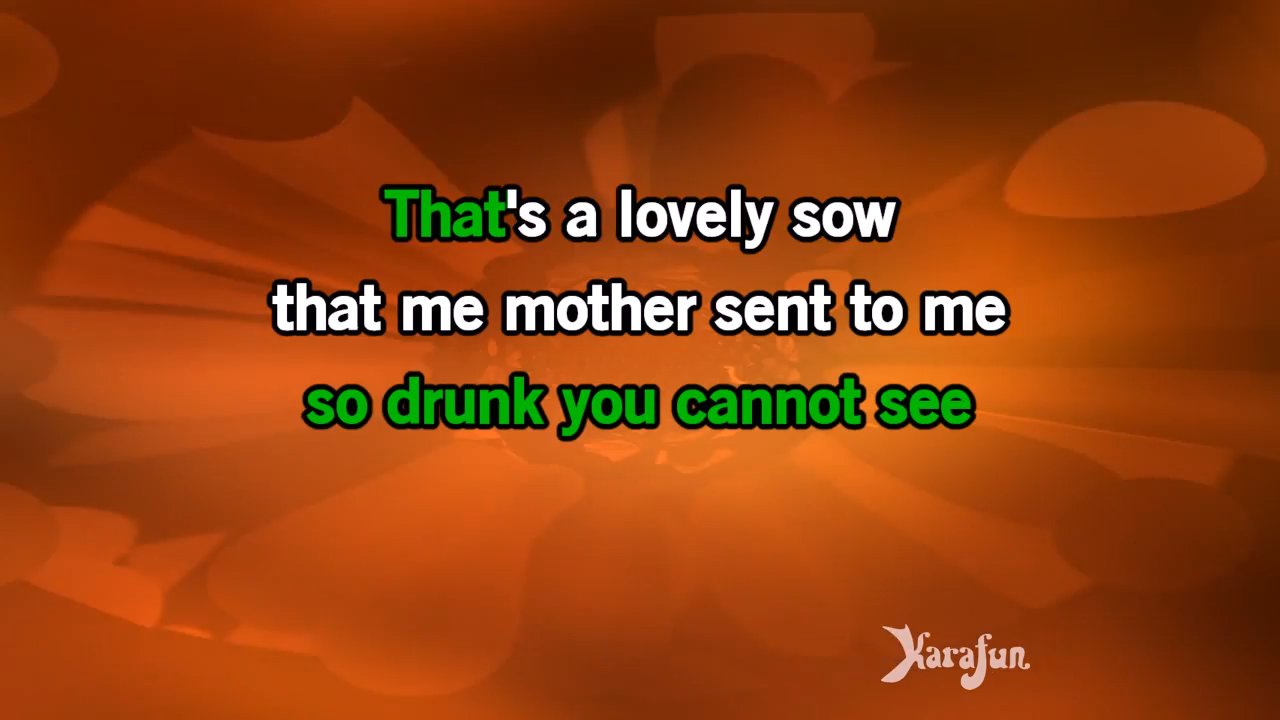 That's a lovely sow
that me mother sent to me
so drunk you cannot see
Karafun